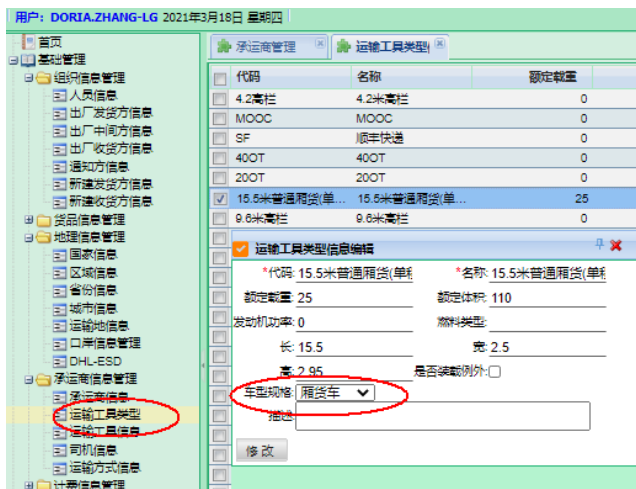 用户: DORIA.ZHANG-LG 2021年3月18日 星期四
首页
基础管理
组织信息管理
人员信息
出厂发货方信息
出厂中间方信息
出厂收货方信息
通知方信息
新建发货方信息
新建收货方信息
货品信息管理
地理信息管理
国家信息
区域信息
省份信息
城市信息
运输地信息
口岸信息管理
DHL-ESD
承运商信息管理
承运商信息
运输工具类型
运输工具信息
司机信息
运输方式信息
计费信息管理
承运商管理 运输工具类型
代码 名称 额定载重
4.2高栏 4.2米高栏 0
MOOC MOOC 0
SF 顺丰快递 0
40OT 40OT 0
20OT 20OT 0
15.5米普通厢货(单... 15.5米普通厢货(单... 25
9.6米高栏 9.6米高栏 0
运输工具类型信息编辑
*代码: 15.5米普通厢货(单 *名称: 15.5米普通厢货(单
额定载重: 25 额定体积: 110
发动机功率: 0 燃料类型:
长: 15.5 宽: 2.5
高: 2.95 是否装载例外:
车型规格: 厢货车
描述:
修改